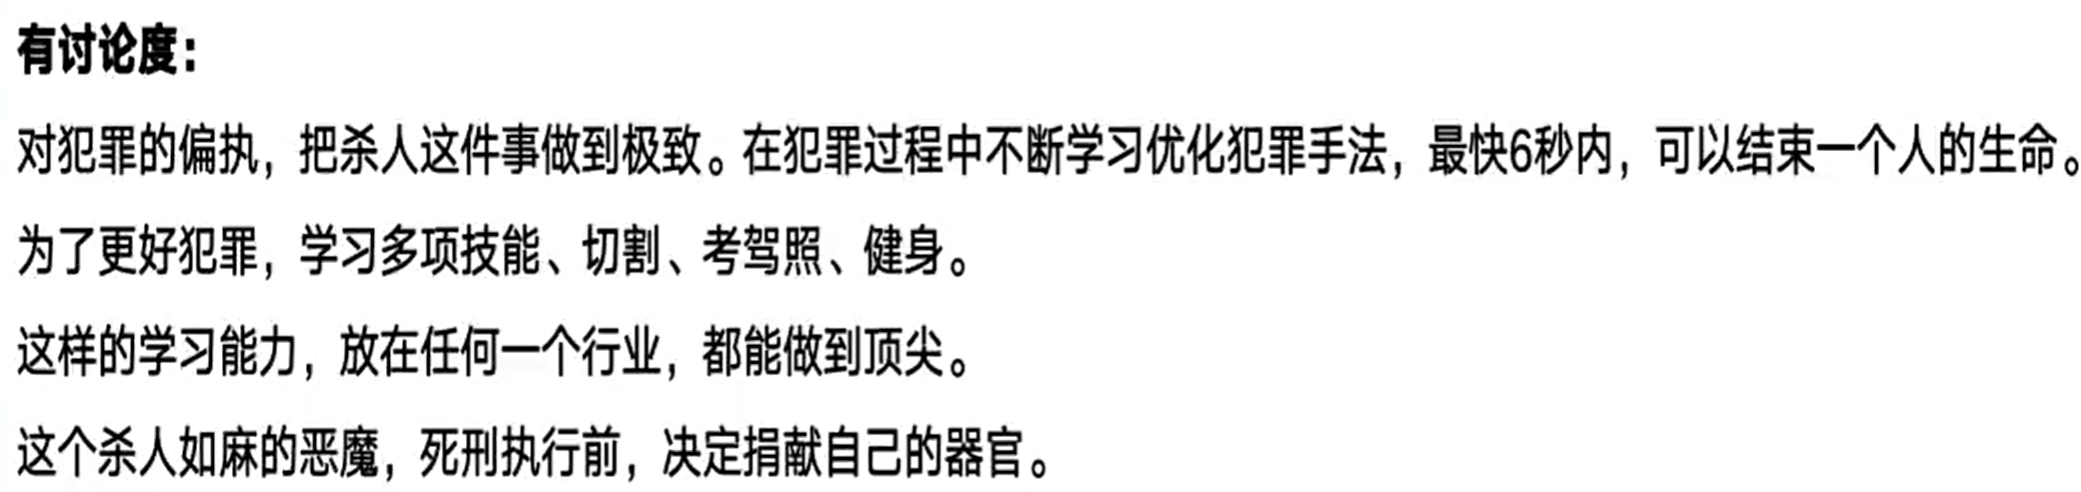 有讨论度：
对犯罪的偏执，把杀人这件事做到极致。在犯罪过程中不断学习优化犯罪手法，最快6秒内，可以结束一个人的生命。
为了更好犯罪，学习多项技能、切割、考驾照、健身。
这样的学习能力，放在任何一个行业，都能做到顶尖。
这个杀人如麻的恶魔，死刑执行前，决定捐献自己的器官。